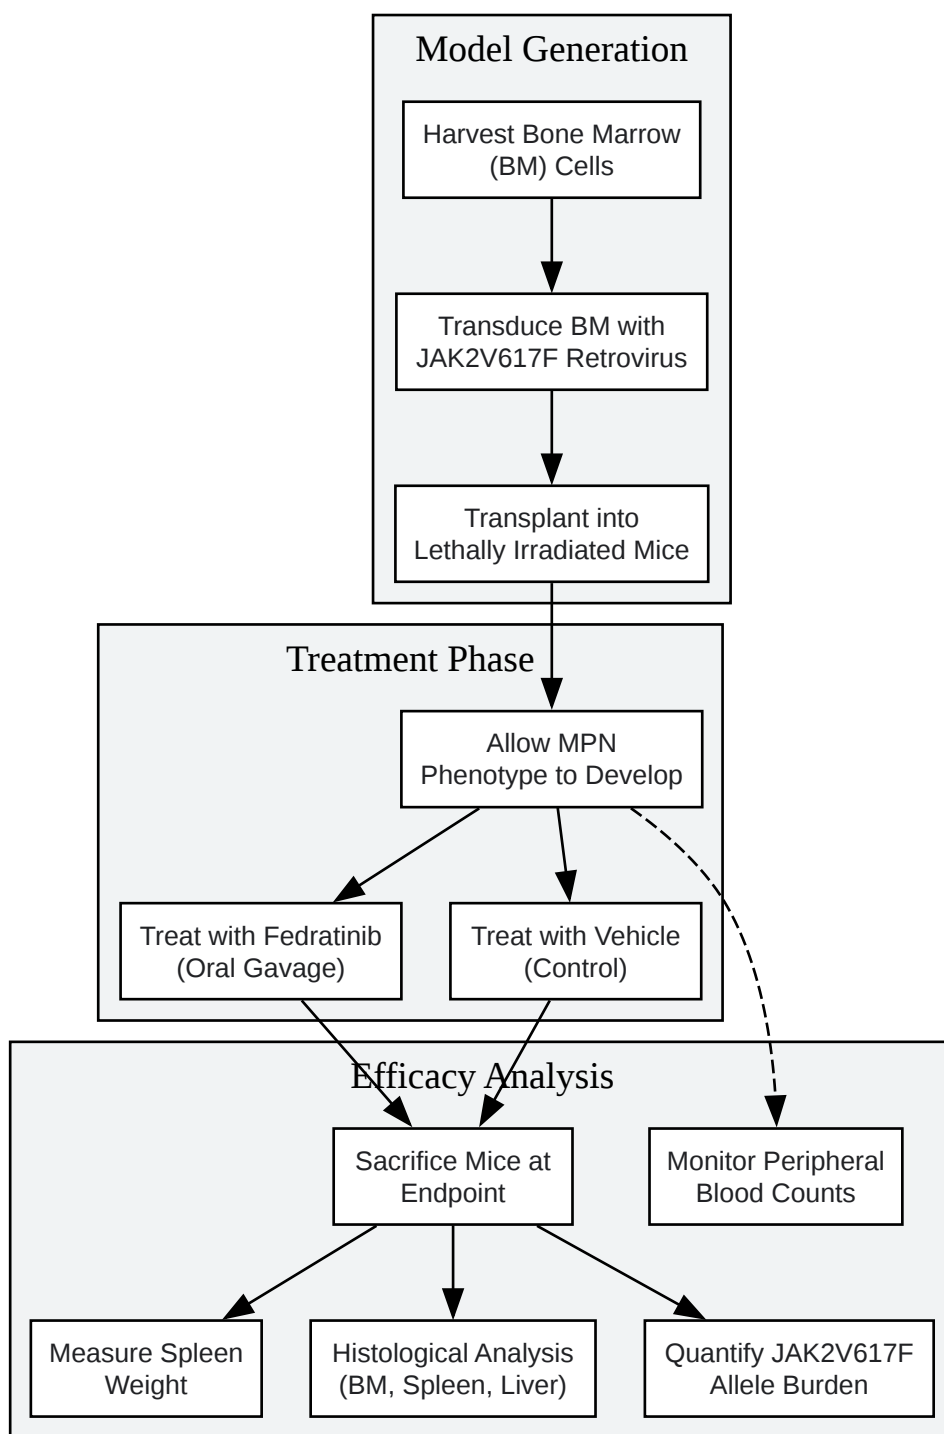 Model Generation
Harvest Bone Marrow
(BM) Cells
Transduce BM with
JAK2V617F Retrovirus
Transplant into
Lethally Irradiated Mice
Treatment Phase
Allow MPN
Phenotype to Develop
Treat with Fedratinib
(Oral Gavage)
Treat with Vehicle
(Control)
Efficacy Analysis
Sacrifice Mice at
Endpoint
Monitor Peripheral
Blood Counts
Measure Spleen
Weight
Histological Analysis
(BM, Spleen, Liver)
Quantify JAK2V617F
Allele Burden